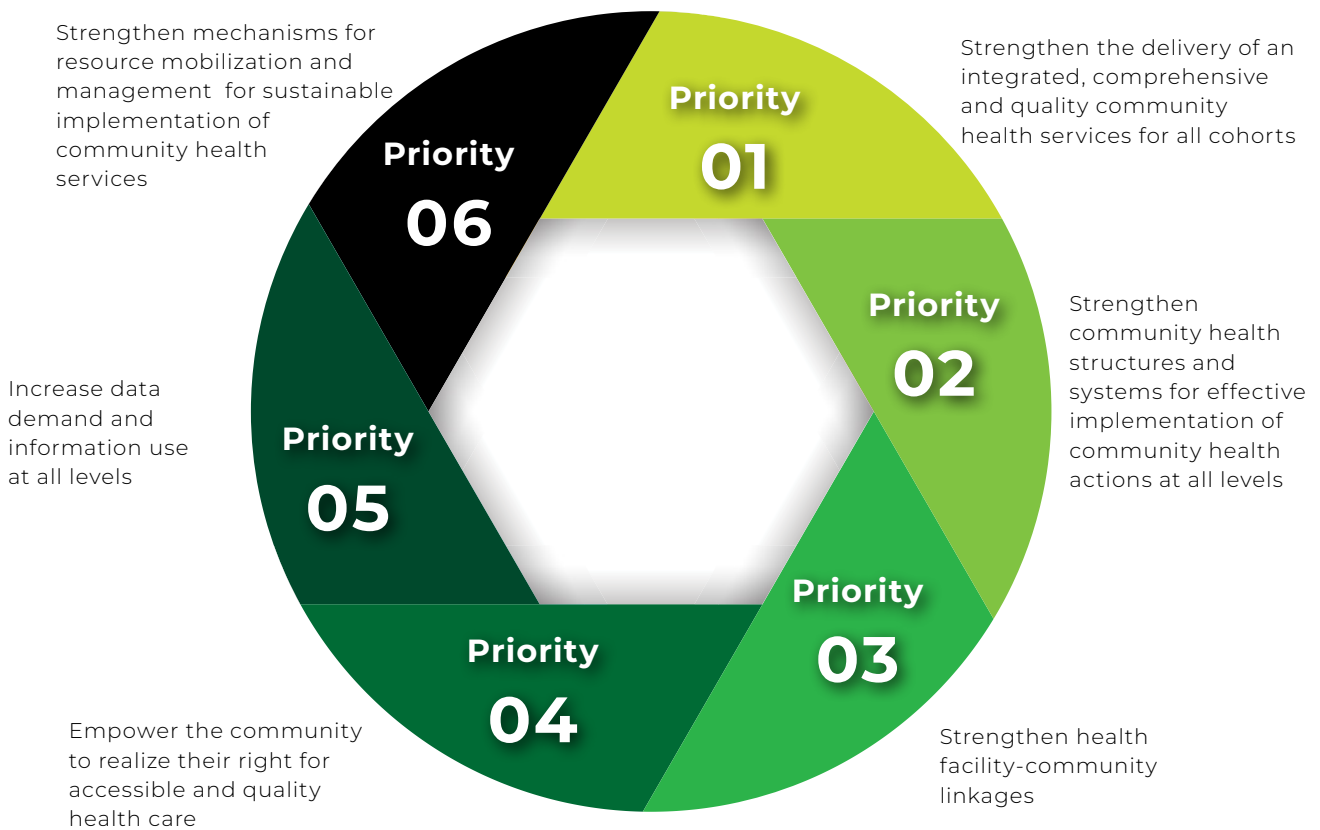 Priority
01
Strengthen the delivery of an
integrated, comprehensive
and quality community
health services for all cohorts
Priority
02
Strengthen
community health
structures and
systems for effective
implementation of
community health
actions at all levels
Priority
03
Strengthen health
facility-community
linkages
Priority
04
Empower the community
to realize their right for
accessible and quality
health care
Priority
05
Increase data
demand and
information use
at all levels
Priority
06
Strengthen mechanisms for
resource mobilization and
management  for sustainable
implementation of
community health
services